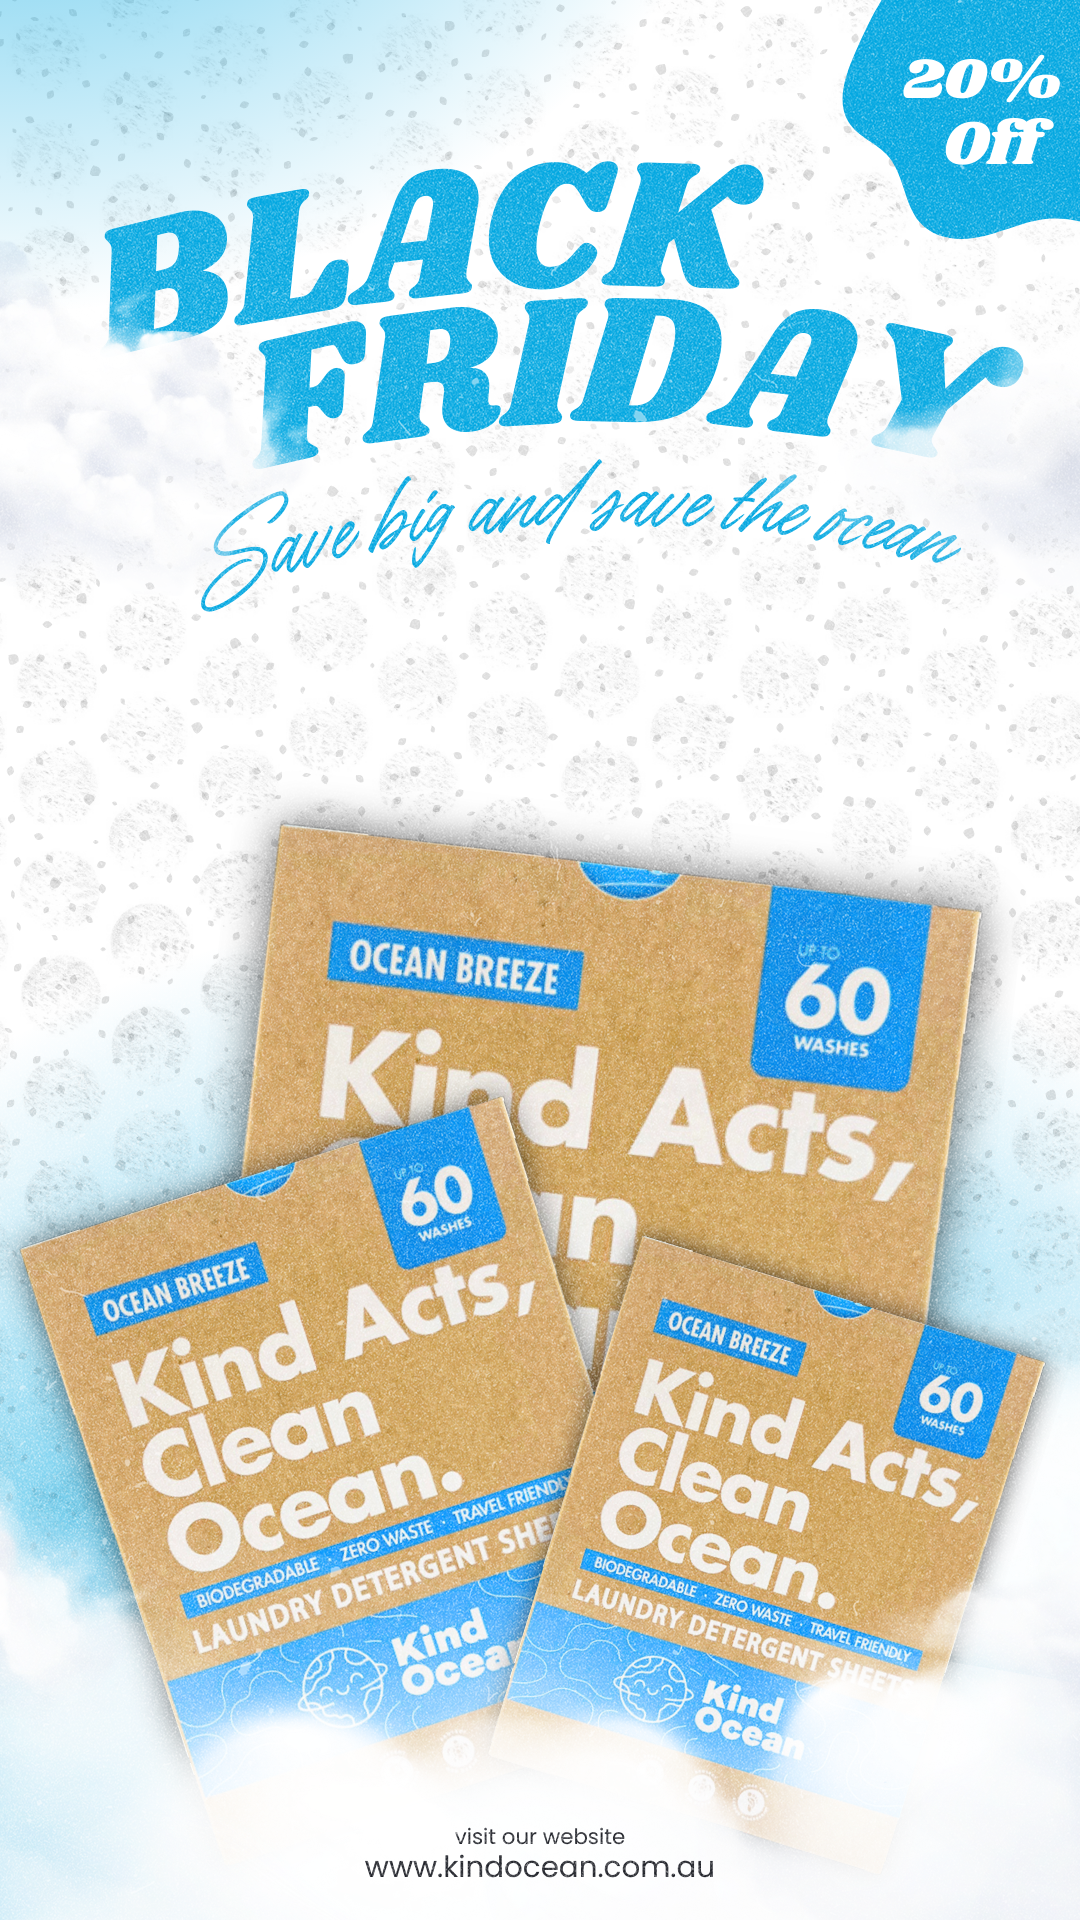 20%
Off
BLACK
FRIDAY
Save big and save the ocean
OCEAN BREEZE
UP TO
60
WASHES
Kind Acts,
UP TO
60
WASHES
OCEAN BREEZE
Kind Acts,
Clean
Ocean.
BIODEGRADABLE · ZERO WASTE · TRAVEL FRIENDLY
LAUNDRY DETERGENT SHE
Kind
Ocean
OCEAN BREEZE
UP TO
60
WASHES
Kind Acts,
Clean
Ocean.
BIODEGRADABLE · ZERO WASTE · TRAVEL FRIENDLY
LAUNDRY DETERGENT SHEETS
Kind
Ocean
visit our website
www.kindocean.com.au